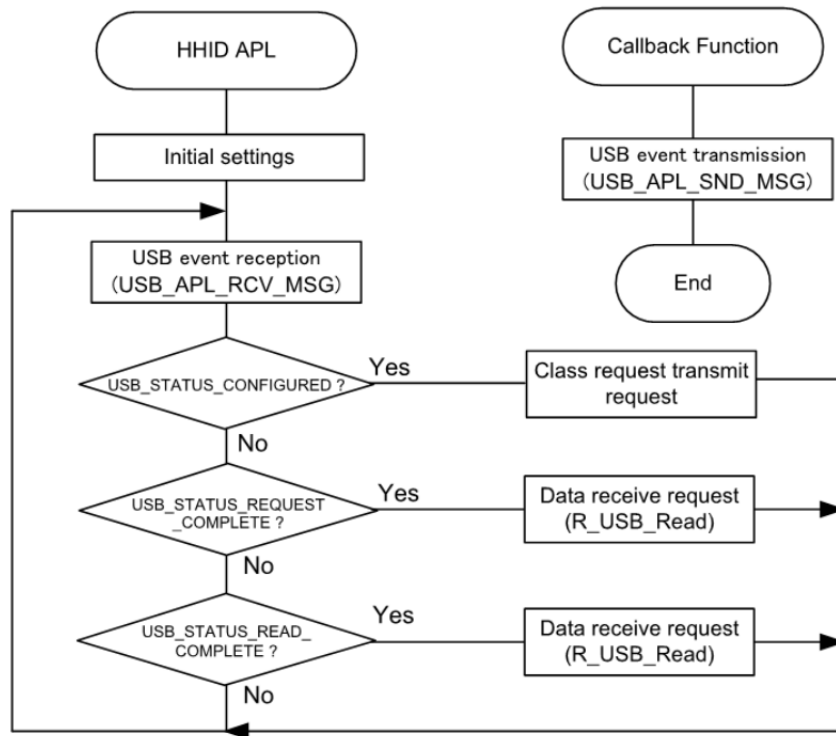 HHID APL
Callback Function
Initial settings
USB event transmission
(USB_APL_SND_MSG)
USB event reception
(USB_APL_RCV_MSG)
End
USB_STATUS_CONFIGURED ?
Yes
Class request transmit
request
No
USB_STATUS_REQUEST
_COMPLETE ?
Yes
Data receive request
(R_USB_Read)
No
USB_STATUS_READ_
COMPLETE ?
Yes
Data receive request
(R_USB_Read)
No